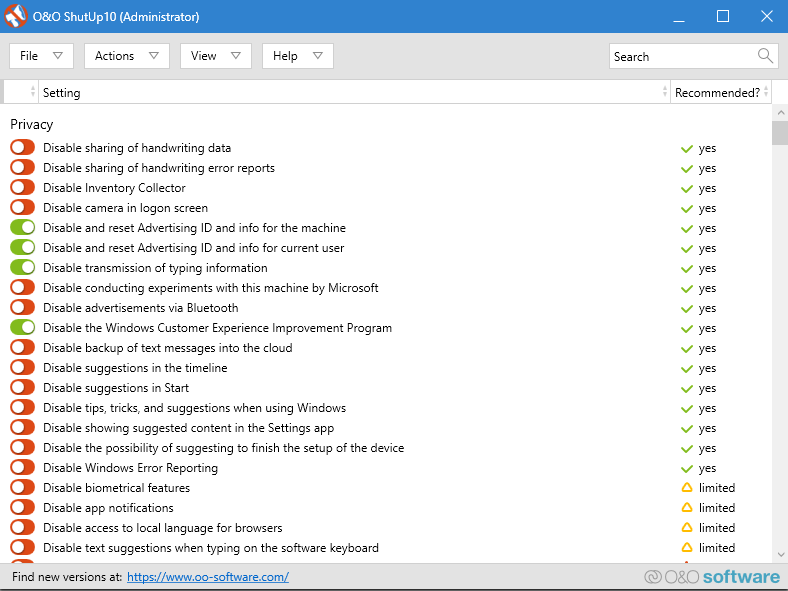 O&O ShutUp10 (Administrator)
File Actions View Help Search
Setting Recommended?
Privacy
Disable sharing of handwriting data yes
Disable sharing of handwriting error reports yes
Disable Inventory Collector yes
Disable camera in logon screen yes
Disable and reset Advertising ID and info for the machine yes
Disable and reset Advertising ID and info for current user yes
Disable transmission of typing information yes
Disable conducting experiments with this machine by Microsoft yes
Disable advertisements via Bluetooth yes
Disable the Windows Customer Experience Improvement Program yes
Disable backup of text messages into the cloud yes
Disable suggestions in the timeline yes
Disable suggestions in Start yes
Disable tips, tricks, and suggestions when using Windows yes
Disable showing suggested content in the Settings app yes
Disable the possibility of suggesting to finish the setup of the device yes
Disable Windows Error Reporting yes
Disable biometrical features limited
Disable app notifications limited
Disable access to local language for browsers limited
Disable text suggestions when typing on the software keyboard limited
Find new versions at: https://www.oo-software.com/ O&O software